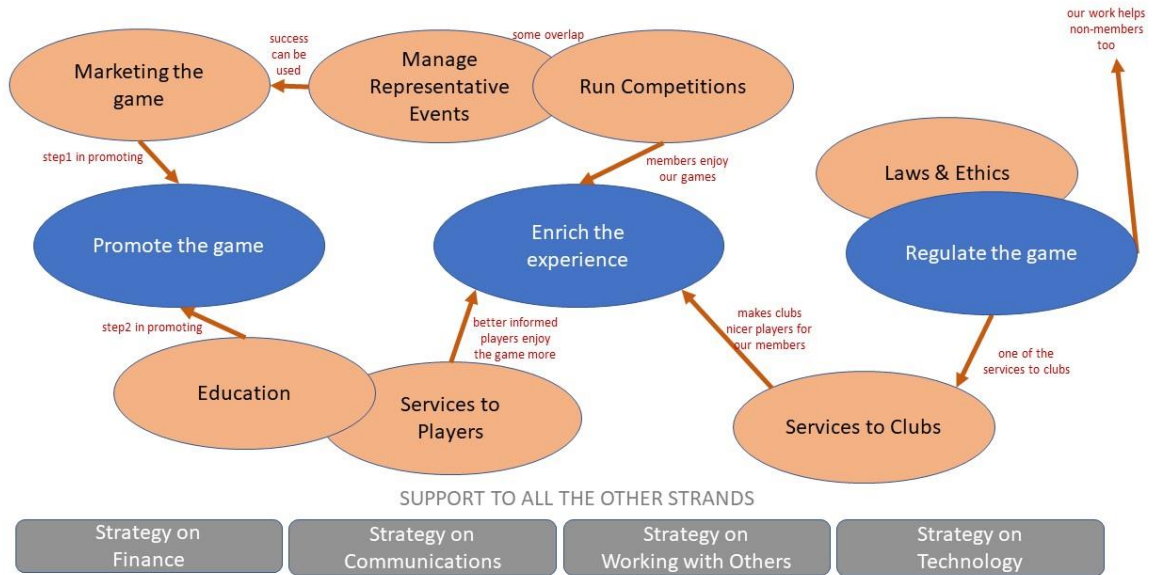 our work helps
non-members
too
some overlap
success
can be
used
Marketing the
game
Manage
Representative
Events
Run Competitions
step1 in promoting
members enjoy
our games
Laws & Ethics
Promote the game
Enrich the
experience
Regulate the game
step2 in promoting
better informed
players enjoy
the game more
makes clubs
nicer players for
our members
one of the
services to clubs
Education
Services to
Players
Services to Clubs
SUPPORT TO ALL THE OTHER STRANDS
Strategy on
Finance
Strategy on
Communications
Strategy on
Working with Others
Strategy on
Technology